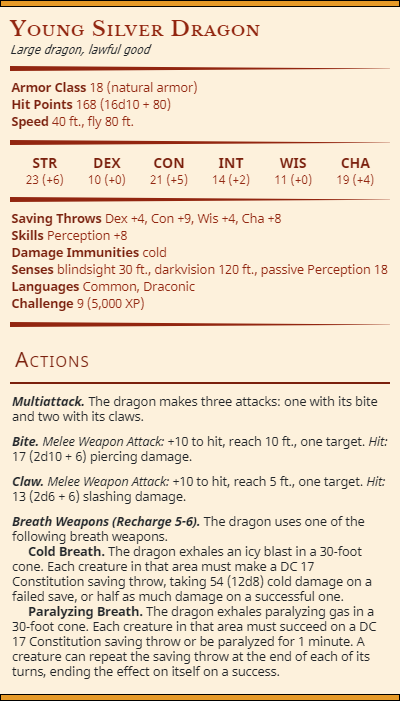 Young Silver Dragon
Large dragon, lawful good
Armor Class 18 (natural armor)
Hit Points 168 (16d10 + 80)
Speed 40 ft., fly 80 ft.
STR DEX CON INT WIS CHA
23 (+6) 10 (+0) 21 (+5) 14 (+2) 11 (+0) 19 (+4)
Saving Throws Dex +4, Con +9, Wis +4, Cha +8
Skills Perception +8
Damage Immunities cold
Senses blindsight 30 ft., darkvision 120 ft., passive Perception 18
Languages Common, Draconic
Challenge 9 (5,000 XP)
Actions
Multiattack. The dragon makes three attacks: one with its bite
and two with its claws.
Bite. Melee Weapon Attack: +10 to hit, reach 10 ft., one target. Hit:
17 (2d10 + 6) piercing damage.
Claw. Melee Weapon Attack: +10 to hit, reach 5 ft., one target. Hit:
13 (2d6 + 6) slashing damage.
Breath Weapons (Recharge 5-6). The dragon uses one of the
following breath weapons.
Cold Breath. The dragon exhales an icy blast in a 30-foot
cone. Each creature in that area must make a DC 17
Constitution saving throw, taking 54 (12d8) cold damage on a
failed save, or half as much damage on a successful one.
Paralyzing Breath. The dragon exhales paralyzing gas in a
30-foot cone. Each creature in that area must succeed on a DC
17 Constitution saving throw or be paralyzed for 1 minute. A
creature can repeat the saving throw at the end of each of its
turns, ending the effect on itself on a success.